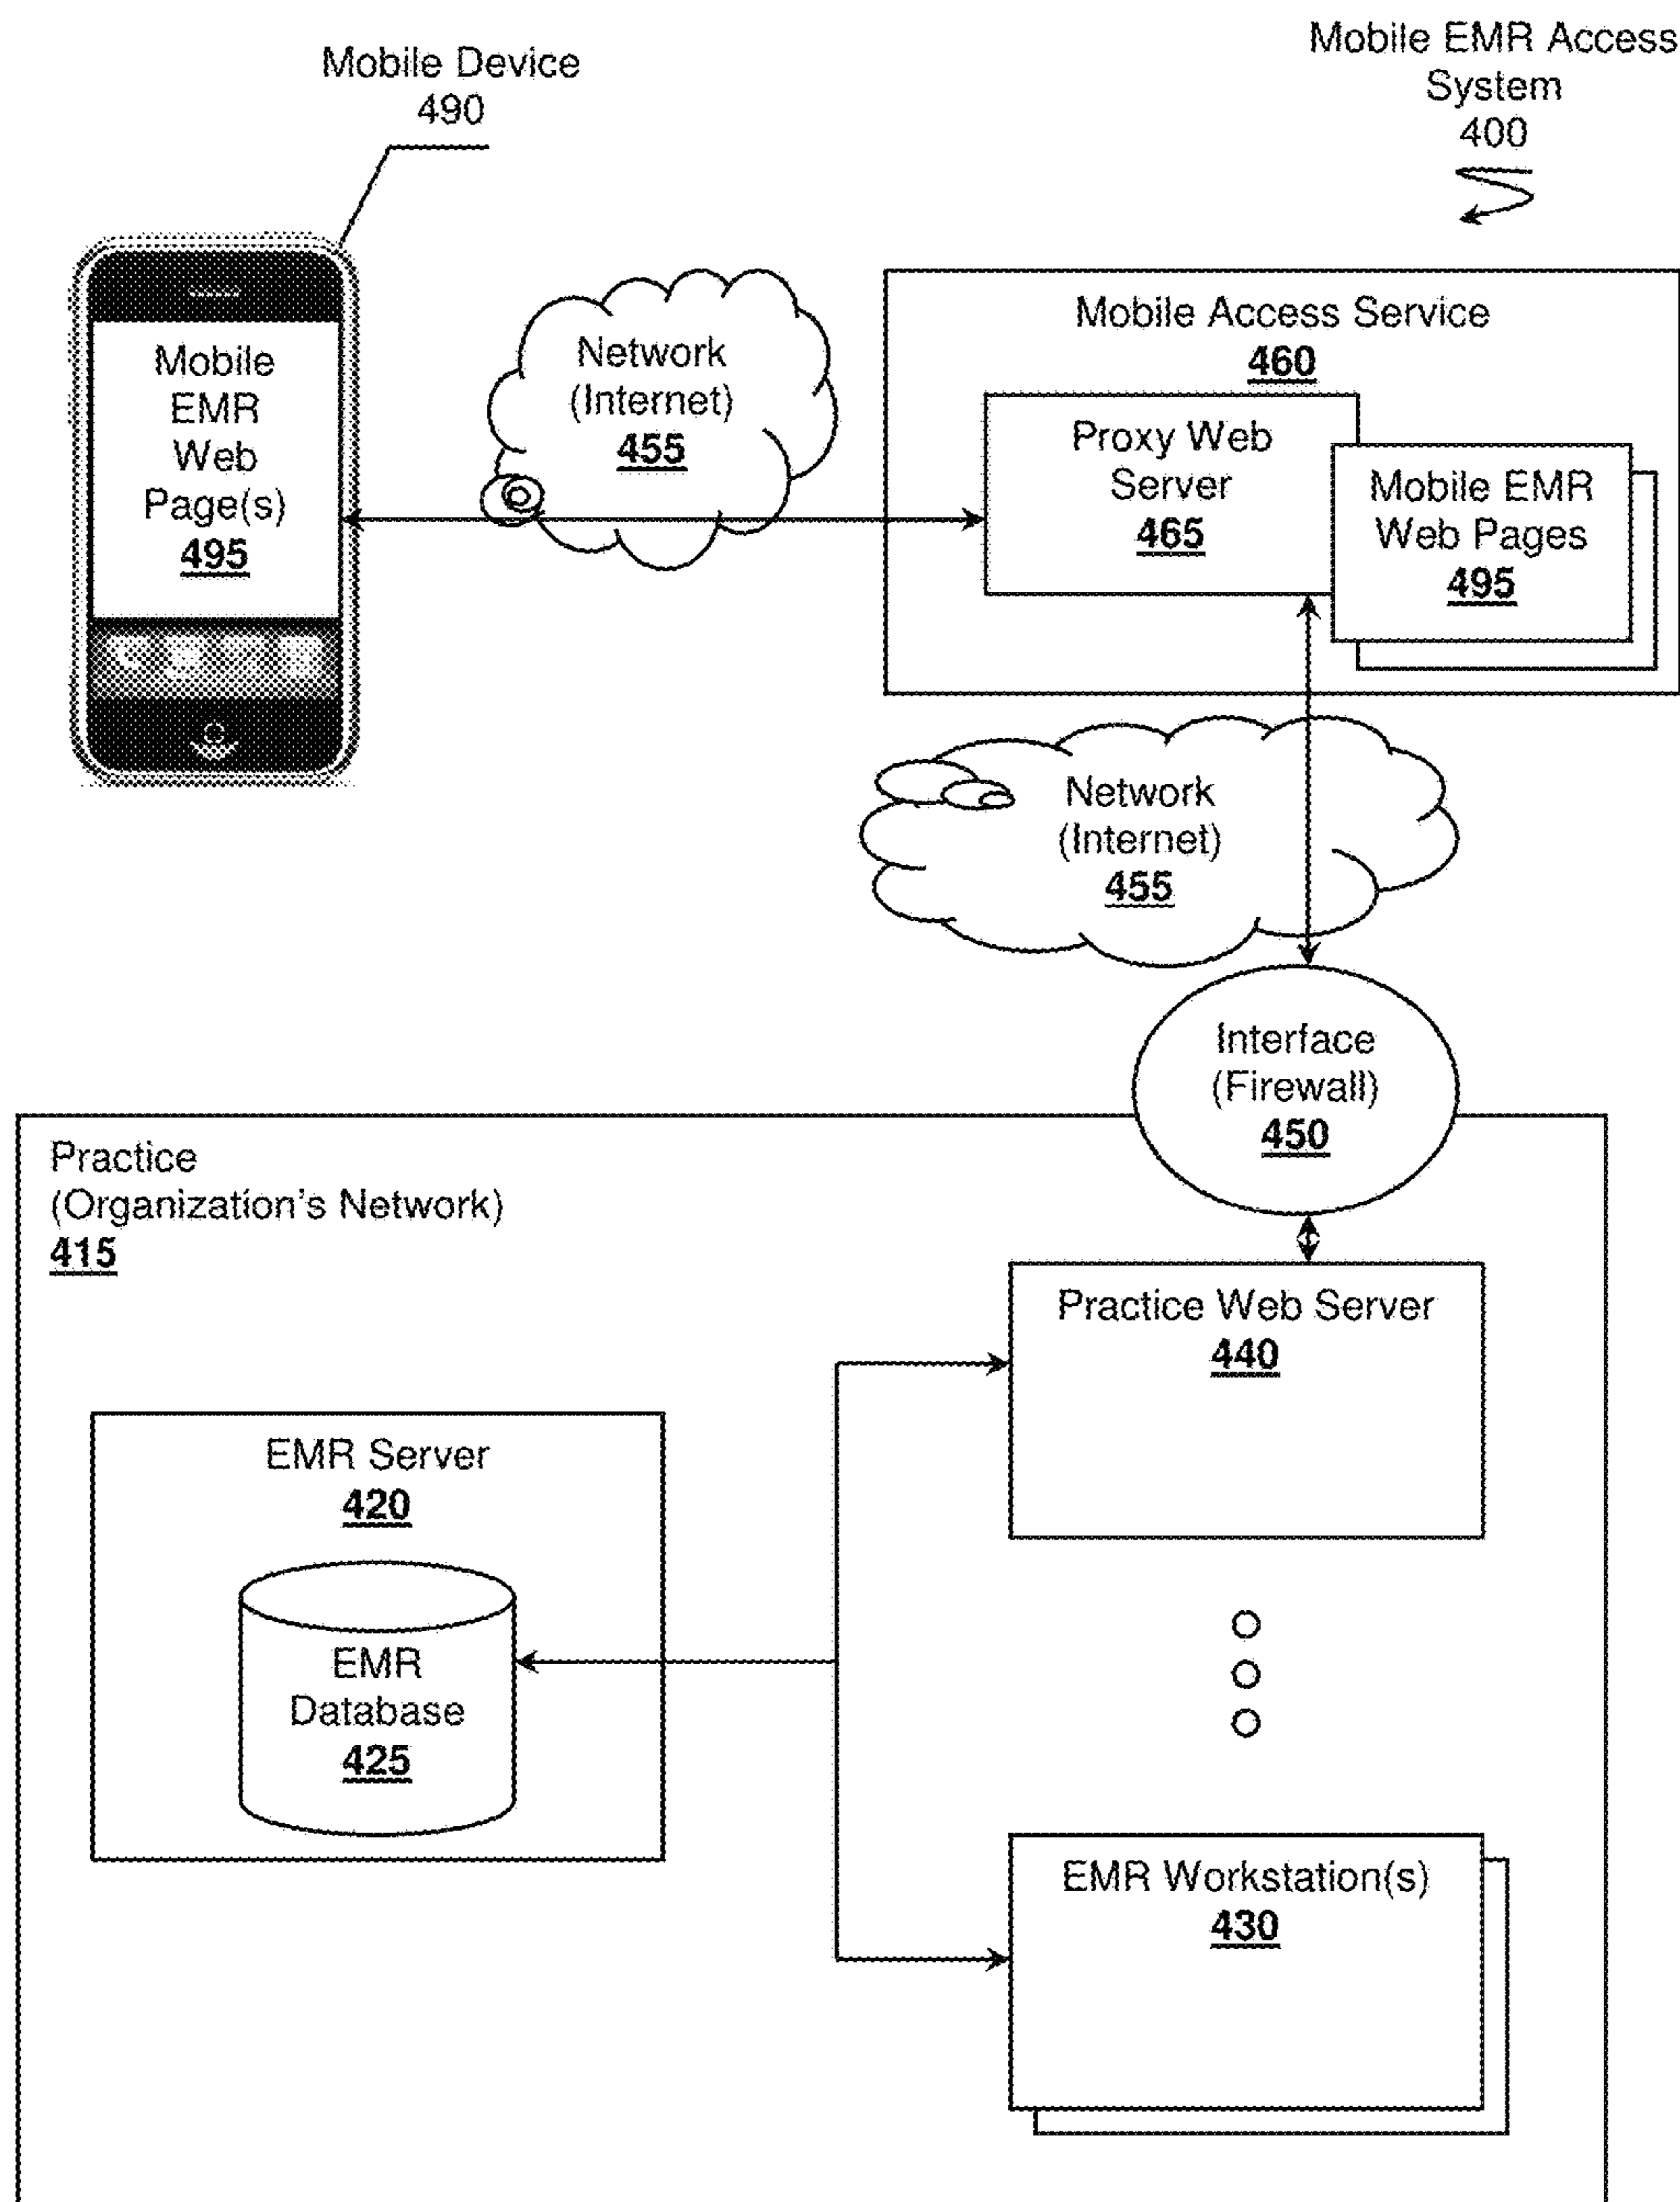 Mobile Device
490
Mobile EMR Access
System
400
Mobile
EMR
Web
Page(s)
495
Network
(Internet)
455
Mobile Access Service
460
Proxy Web
Server
465
Mobile EMR
Web Pages
495
Network
(Internet)
455
Interface
(Firewall)
450
Practice
(Organization's Network)
415
Practice Web Server
440
EMR Server
420
EMR
Database
425
EMR Workstation(s)
430